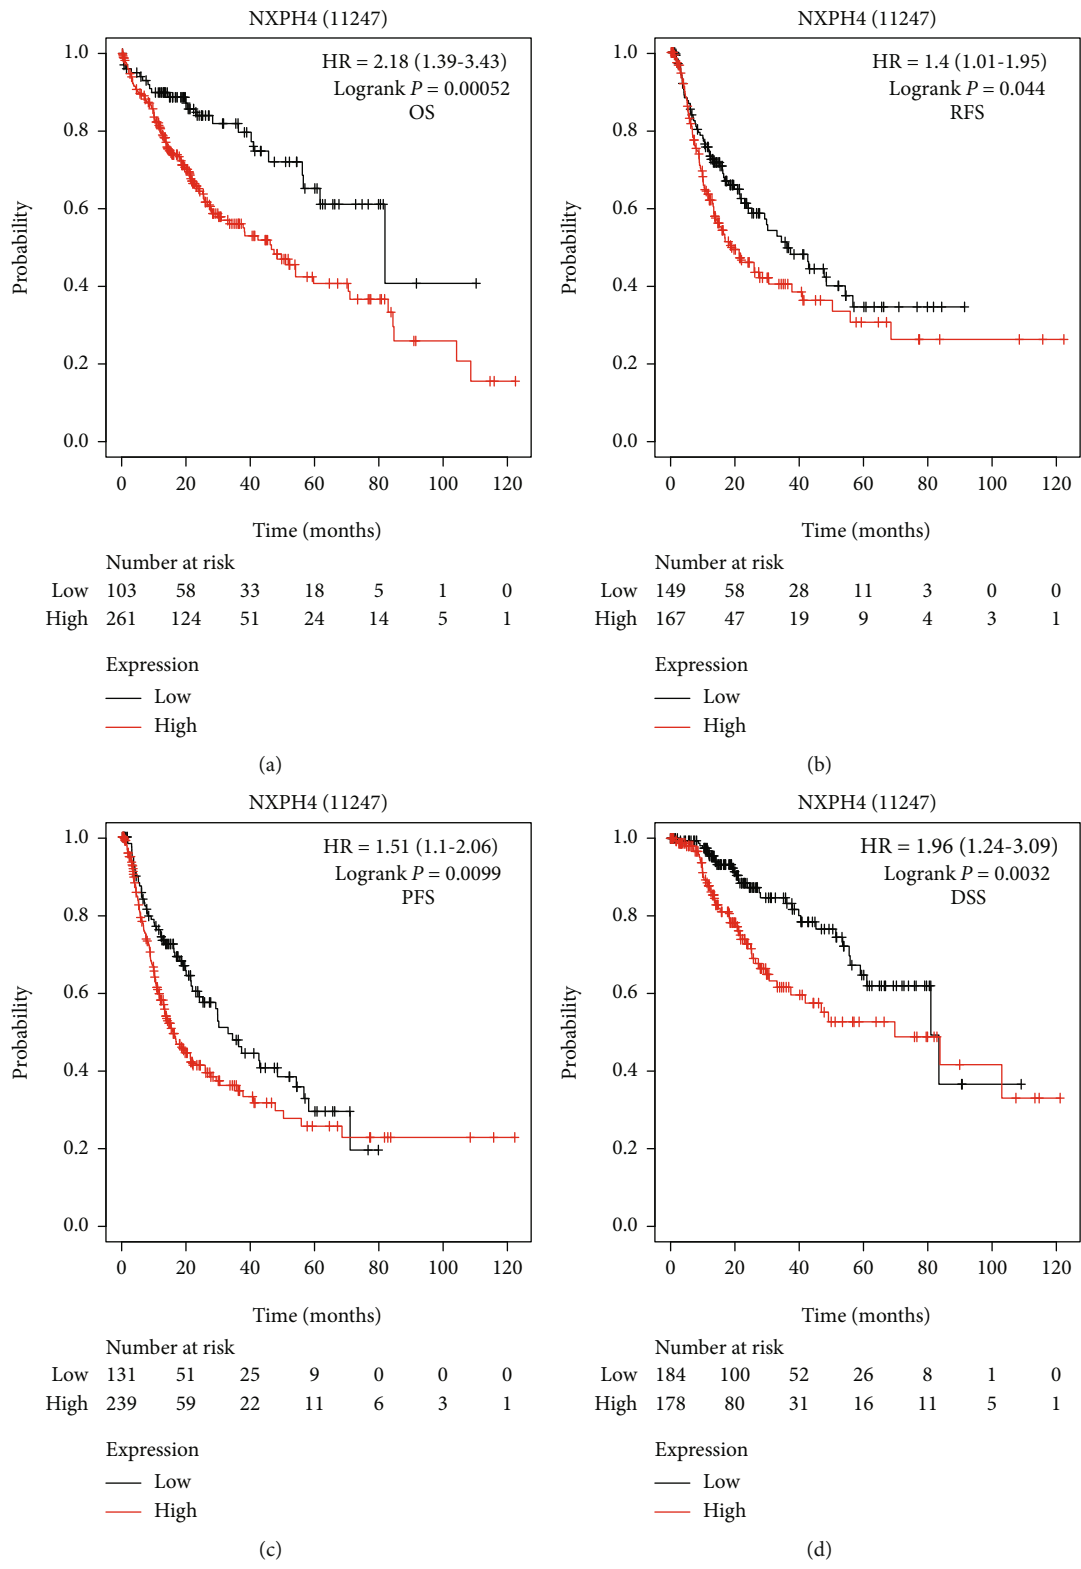 NXPH4 (11247)
HR = 2.18 (1.39-3.43)
Logrank P = 0.00052
OS
Probability
1.0
0.8
0.6
0.4
0.2
0.0
0 20 40 60 80 100 120
Time (months)
Number at risk
Low 103 58 33 18 5 1 0
High 261 124 51 24 14 5 1
Expression
Low
High
(a)
NXPH4 (11247)
HR = 1.4 (1.01-1.95)
Logrank P = 0.044
RFS
Probability
1.0
0.8
0.6
0.4
0.2
0.0
0 20 40 60 80 100 120
Time (months)
Number at risk
Low 149 58 28 11 3 0 0
High 167 47 19 9 4 3 1
Expression
Low
High
(b)
NXPH4 (11247)
HR = 1.51 (1.1-2.06)
Logrank P = 0.0099
PFS
Probability
1.0
0.8
0.6
0.4
0.2
0.0
0 20 40 60 80 100 120
Time (months)
Number at risk
Low 131 51 25 9 0 0 0
High 239 59 22 11 6 3 1
Expression
Low
High
(c)
NXPH4 (11247)
HR = 1.96 (1.24-3.09)
Logrank P = 0.0032
DSS
Probability
1.0
0.8
0.6
0.4
0.2
0.0
0 20 40 60 80 100 120
Time (months)
Number at risk
Low 184 100 52 26 8 1 0
High 178 80 31 16 11 5 1
Expression
Low
High
(d)